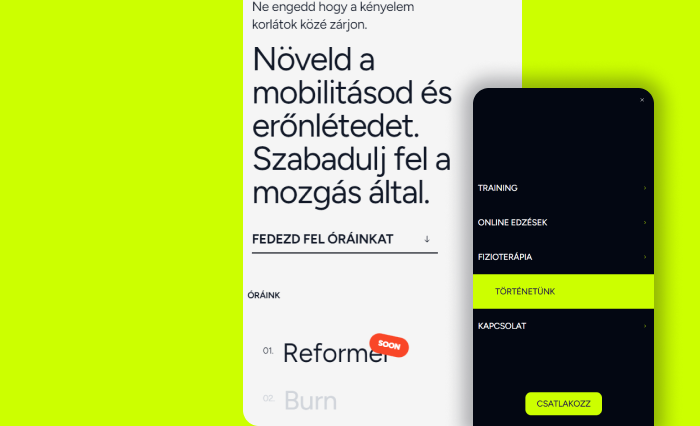 Ne engedd hogy a kényelem
korlátok közé zárjon.
Növeld a
mobilitásod és
erőnlétedet.
Szabadulj fel a
mozgás által.
FEDEZD FEL ÓRÁINKAT ↓
ÓRÁINK
01. Reformer
SOON
02. Burn
×
TRAINING ›
ONLINE EDZÉSEK ›
FIZIOTERÁPIA ›
TÖRTÉNETÜNK
KAPCSOLAT ›
CSATLAKOZZ